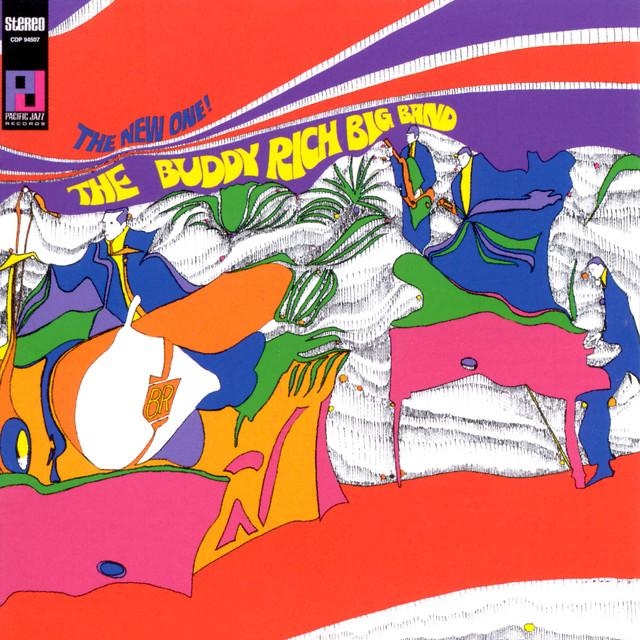 STEREO
CDP 94507
PJ
PACIFIC JAZZ
RECORDS
THE NEW ONE!
THE BUDDY RICH BIG BAND
BR